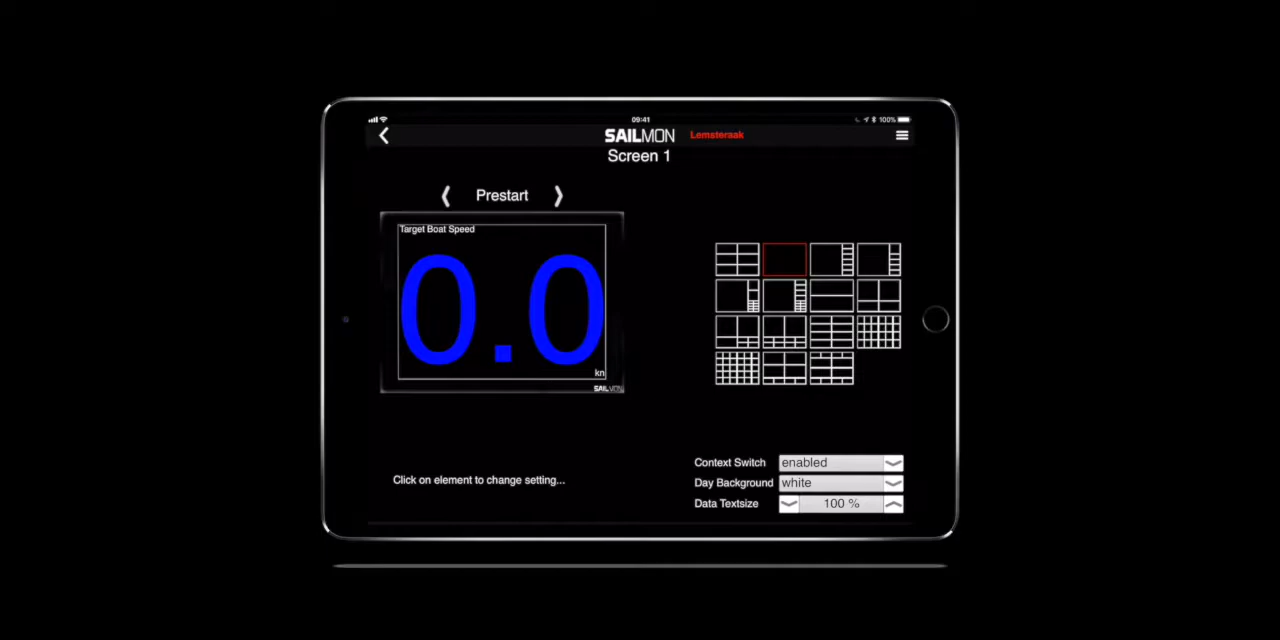 09:41
100%
SAILMON
Lemsteraak
Screen 1
Prestart
Target Boat Speed
0.0
kn
SAILMON
Click on element to change setting...
Context Switch enabled
Day Background white
Data Textsize 100 %